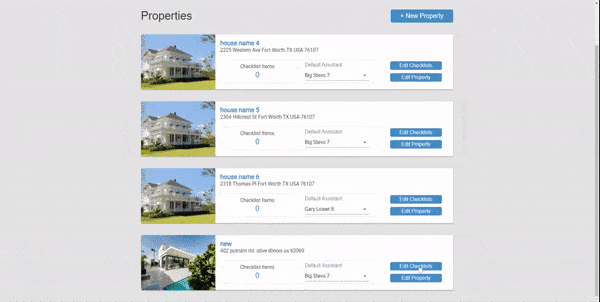 Properties
+ New Property
house name 4
2225 Western Ave Fort Worth TX USA 76107
Checklist Items
0
Default Assistant
Big Stevo 7
Edit Checklists
Edit Property
house name 5
2304 Hillcrest St Fort Worth TX USA 76107
Checklist Items
0
Default Assistant
Big Stevo 7
Edit Checklists
Edit Property
house name 6
2318 Thomas Pl Fort Worth TX USA 76107
Checklist Items
0
Default Assistant
Gary Lower 8
Edit Checklists
Edit Property
new
402 putnam mt. olive illinois us 62069
Checklist Items
0
Default Assistant
Big Stevo 7
Edit Checklists
Edit Property